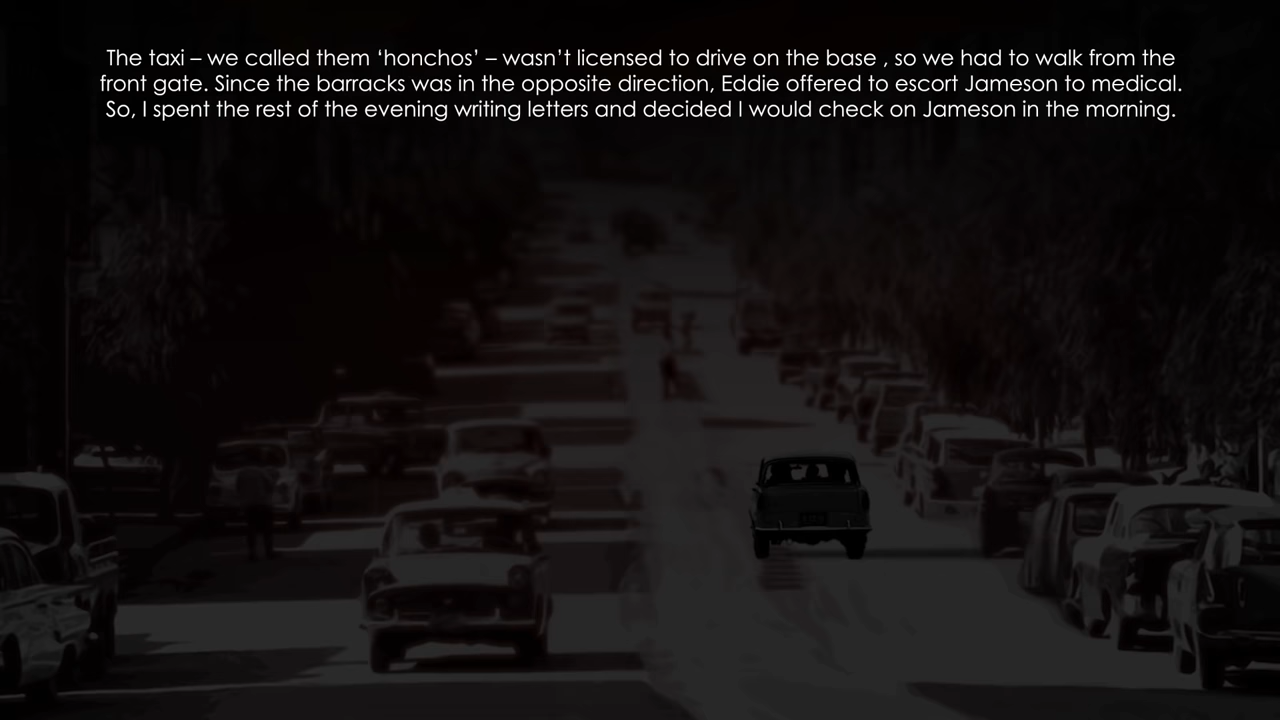 The taxi – we called them ‘honchos’ – wasn’t licensed to drive on the base , so we had to walk from the
front gate. Since the barracks was in the opposite direction, Eddie offered to escort Jameson to medical.
So, I spent the rest of the evening writing letters and decided I would check on Jameson in the morning.